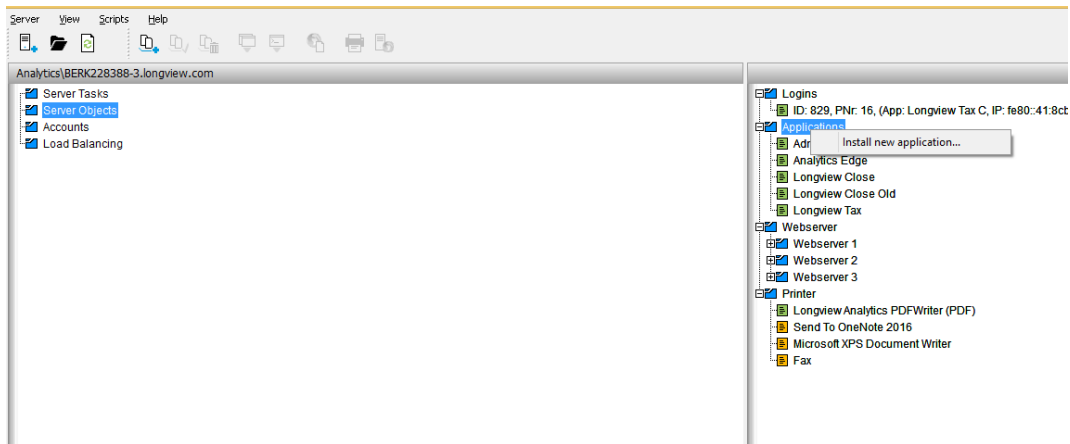 Server View Scripts Help
Analytics\BERK228388-3.longview.com
Server Tasks
Server Objects
Accounts
Load Balancing
Logins
ID: 829, PNr: 16, (App: Longview Tax C, IP: fe80::41:8cb
Applications
Install new application...
Adr
Analytics Edge
Longview Close
Longview Close Old
Longview Tax
Webserver
Webserver 1
Webserver 2
Webserver 3
Printer
Longview Analytics PDFWriter (PDF)
Send To OneNote 2016
Microsoft XPS Document Writer
Fax